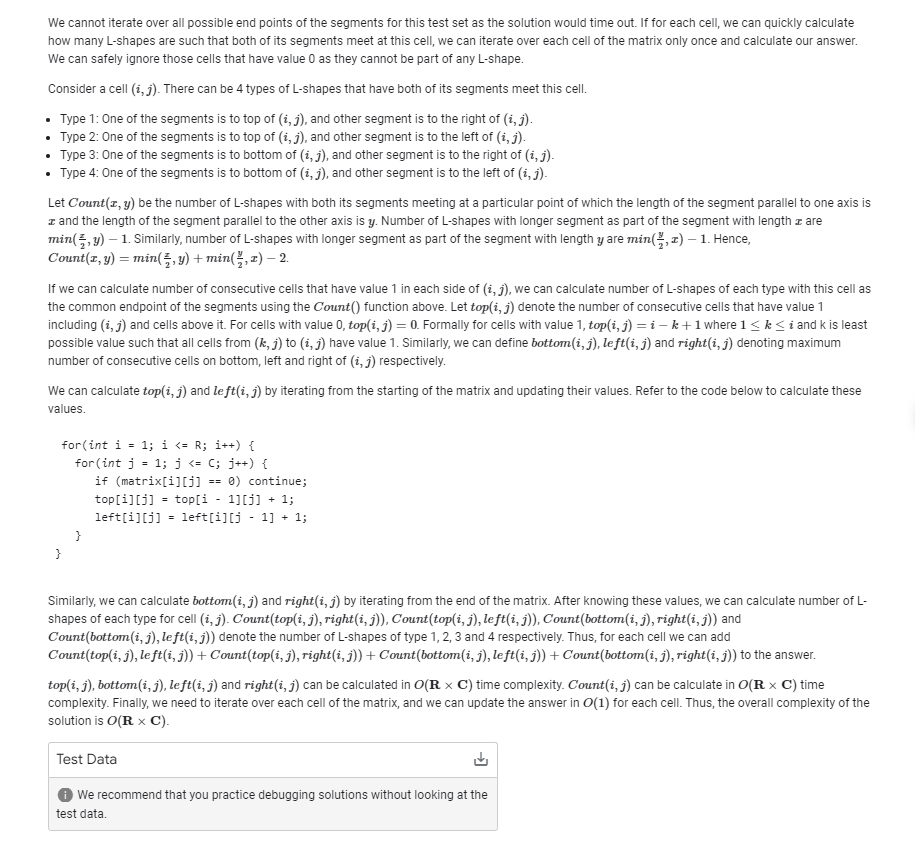 We cannot iterate over all possible end points of the segments for this test set as the solution would time out. If for each cell, we can quickly calculate
how many L-shapes are such that both of its segments meet at this cell, we can iterate over each cell of the matrix only once and calculate our answer.
We can safely ignore those cells that have value 0 as they cannot be part of any L-shape.
Consider a cell (i, j). There can be 4 types of L-shapes that have both of its segments meet this cell.
• Type 1: One of the segments is to top of (i, j), and other segment is to the right of (i, j).
• Type 2: One of the segments is to top of (i, j), and other segment is to the left of (i, j).
• Type 3: One of the segments is to bottom of (i, j), and other segment is to the right of (i, j).
• Type 4: One of the segments is to bottom of (i, j), and other segment is to the left of (i, j).
Let Count(x, y) be the number of L-shapes with both its segments meeting at a particular point of which the length of the segment parallel to one axis is
x and the length of the segment parallel to the other axis is y. Number of L-shapes with longer segment as part of the segment with length x are
min(x/2, y) − 1. Similarly, number of L-shapes with longer segment as part of the segment with length y are min(y/2, x) − 1. Hence,
Count(x, y) = min(x/2, y) + min(y/2, x) − 2.
If we can calculate number of consecutive cells that have value 1 in each side of (i, j), we can calculate number of L-shapes of each type with this cell as
the common endpoint of the segments using the Count() function above. Let top(i, j) denote the number of consecutive cells that have value 1
including (i, j) and cells above it. For cells with value 0, top(i, j) = 0. Formally for cells with value 1, top(i, j) = i − k + 1 where 1 ≤ k ≤ i and k is least
possible value such that all cells from (k, j) to (i, j) have value 1. Similarly, we can define bottom(i, j), left(i, j) and right(i, j) denoting maximum
number of consecutive cells on bottom, left and right of (i, j) respectively.
We can calculate top(i, j) and left(i, j) by iterating from the starting of the matrix and updating their values. Refer to the code below to calculate these
values.
for(int i = 1; i <= R; i++) {
for(int j = 1; j <= C; j++) {
if (matrix[i][j] == 0) continue;
top[i][j] = top[i - 1][j] + 1;
left[i][j] = left[i][j - 1] + 1;
}
}
Similarly, we can calculate bottom(i, j) and right(i, j) by iterating from the end of the matrix. After knowing these values, we can calculate number of L-
shapes of each type for cell (i, j). Count(top(i, j), right(i, j)), Count(top(i, j), left(i, j)), Count(bottom(i, j), right(i, j)) and
Count(bottom(i, j), left(i, j)) denote the number of L-shapes of type 1, 2, 3 and 4 respectively. Thus, for each cell we can add
Count(top(i, j), left(i, j)) + Count(top(i, j), right(i, j)) + Count(bottom(i, j), left(i, j)) + Count(bottom(i, j), right(i, j)) to the answer.
top(i, j), bottom(i, j), left(i, j) and right(i, j) can be calculated in O(R × C) time complexity. Count(i, j) can be calculate in O(R × C) time
complexity. Finally, we need to iterate over each cell of the matrix, and we can update the answer in O(1) for each cell. Thus, the overall complexity of the
solution is O(R × C).
Test Data
We recommend that you practice debugging solutions without looking at the
test data.